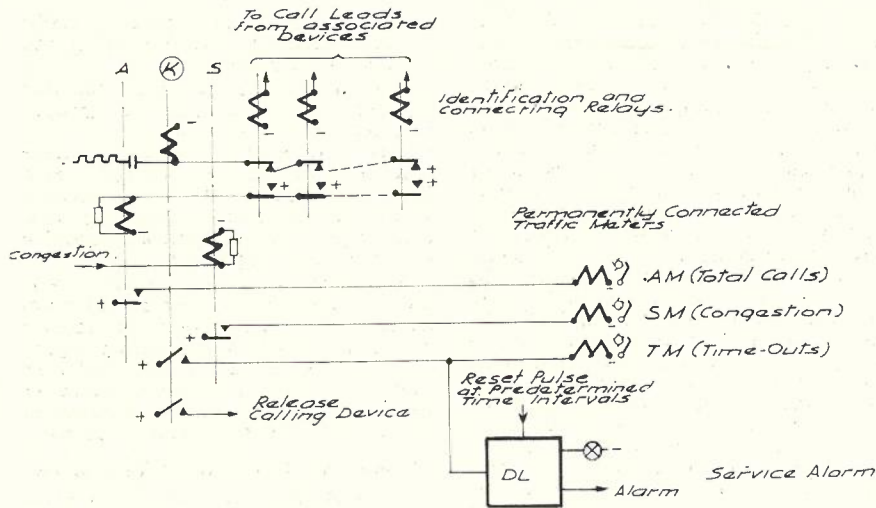 To Call Leads
from associated
Devices
A
K
S
Identification and
connecting Relays.
-
-
-
-
+
+
+
+
-
-
Permanently Connected
Traffic Meters
congestion
+
AM (Total Calls)
+
SM (Congestion)
+
TM (Time-Outs)
Reset Pulse
at Predetermined
Time Intervals
+
Release
Calling Device
DL
-
Alarm
Service Alarm